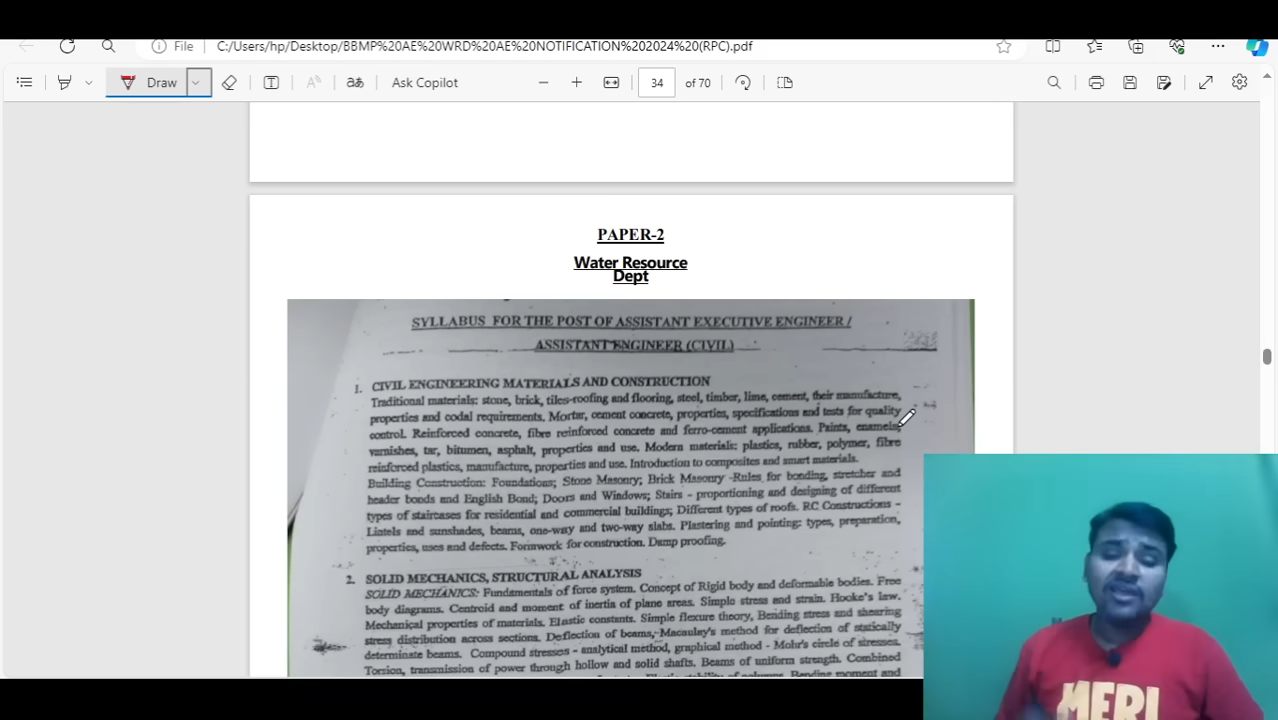 File C:/Users/hp/Desktop/BBMP%20AE%20WRD%20AE%20NOTIFICATION%202024%20(RPC).pdf
Draw
aあ
Ask Copilot
34 of 70
PAPER-2
Water Resource
Dept
SYLLABUS FOR THE POST OF ASSISTANT EXECUTIVE ENGINEER /
ASSISTANT ENGINEER (CIVIL)
1. CIVIL ENGINEERING MATERIALS AND CONSTRUCTION
Traditional materials: stone, brick, tiles-roofing and flooring, steel, timber, lime, cement, their manufacture,
properties and codal requirements. Mortar, cement concrete, properties, specifications and tests for quality
control. Reinforced concrete, fibre reinforced concrete and ferro-cement applications. Paints, enamels,
varnishes, tar, bitumen, asphalt, properties and use. Modern materials: plastics, rubber, polymer, fibre
reinforced plastics, manufacture, properties and use. Introduction to composites and smart materials.
Building Construction: Foundations; Stone Masonry; Brick Masonry -Rules for bonding, stretcher and
header bonds and English Bond; Doors and Windows; Stairs - proportioning and designing of different
types of staircases for residential and commercial buildings; Different types of roofs. RC Constructions -
Lintels and sunshades, beams, one-way and two-way slabs. Plastering and pointing: types, preparation,
properties, uses and defects. Formwork for construction. Damp proofing.
2. SOLID MECHANICS, STRUCTURAL ANALYSIS
SOLID MECHANICS: Fundamentals of force system. Concept of Rigid body and deformable bodies. Free
body diagrams. Centroid and moment of inertia of plane areas. Simple stress and strain. Hooke's law.
Mechanical properties of materials. Elastic constants. Simple flexure theory, Bending stress and shearing
stress distribution across sections. Deflection of beams, Macaulay's method for deflection of statically
determinate beams. Compound stresses - analytical method, graphical method - Mohr's circle of stresses.
Torsion, transmission of power through hollow and solid shafts. Beams of uniform strength. Combined
Bending moment and
MERI